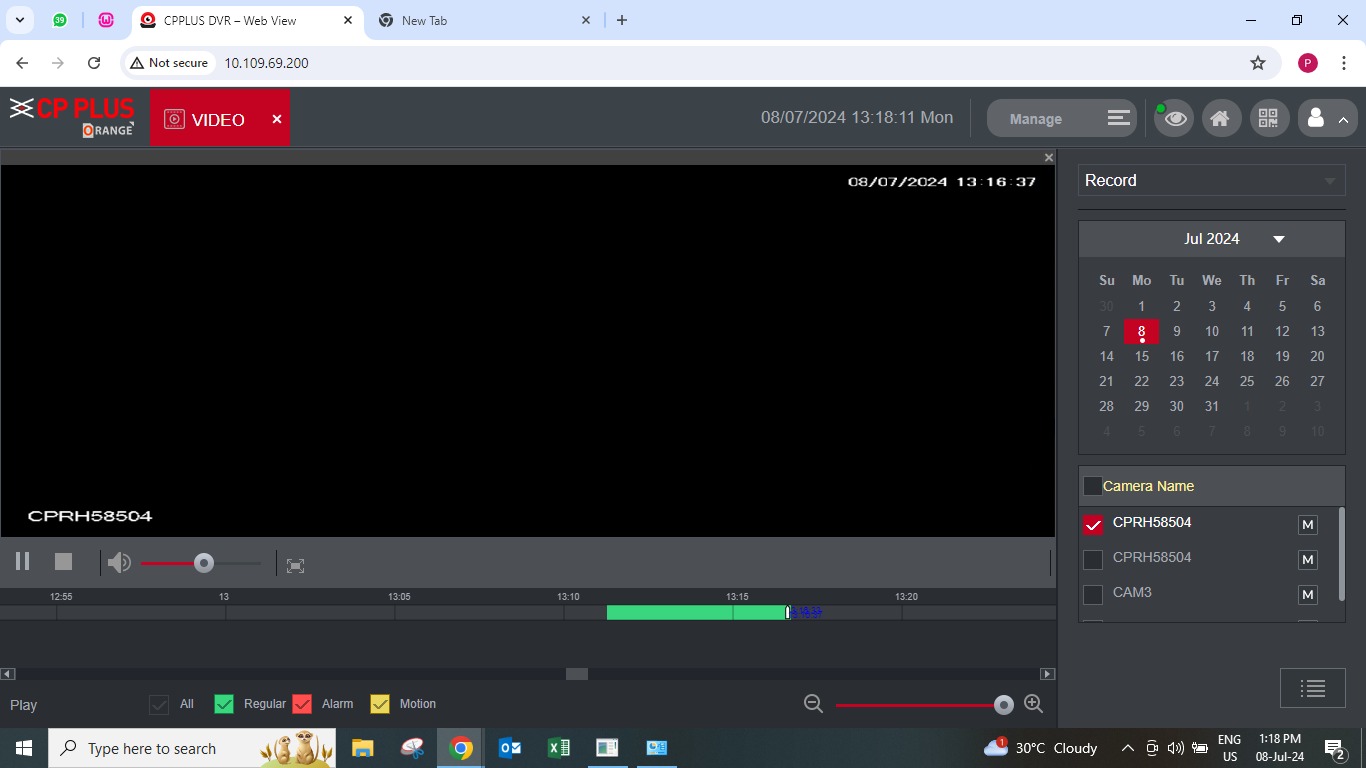 39
CPPLUS DVR – Web View
New Tab
Not secure
10.109.69.200
P
CP PLUS
ORANGE
VIDEO
08/07/2024 13:18:11 Mon
Manage
08/07/2024 13:16:37
CPRH58504
Record
Jul 2024
Su Mo Tu We Th Fr Sa
30 1 2 3 4 5 6
7 8 9 10 11 12 13
14 15 16 17 18 19 20
21 22 23 24 25 26 27
28 29 30 31 1 2 3
4 5 6 7 8 9 10
Camera Name
CPRH58504 M
CPRH58504 M
CAM3 M
12:55 13 13:05 13:10 13:15 13:20
Play
All
Regular
Alarm
Motion
Type here to search
1
30°C Cloudy
ENG
US
1:18 PM
08-Jul-24
2